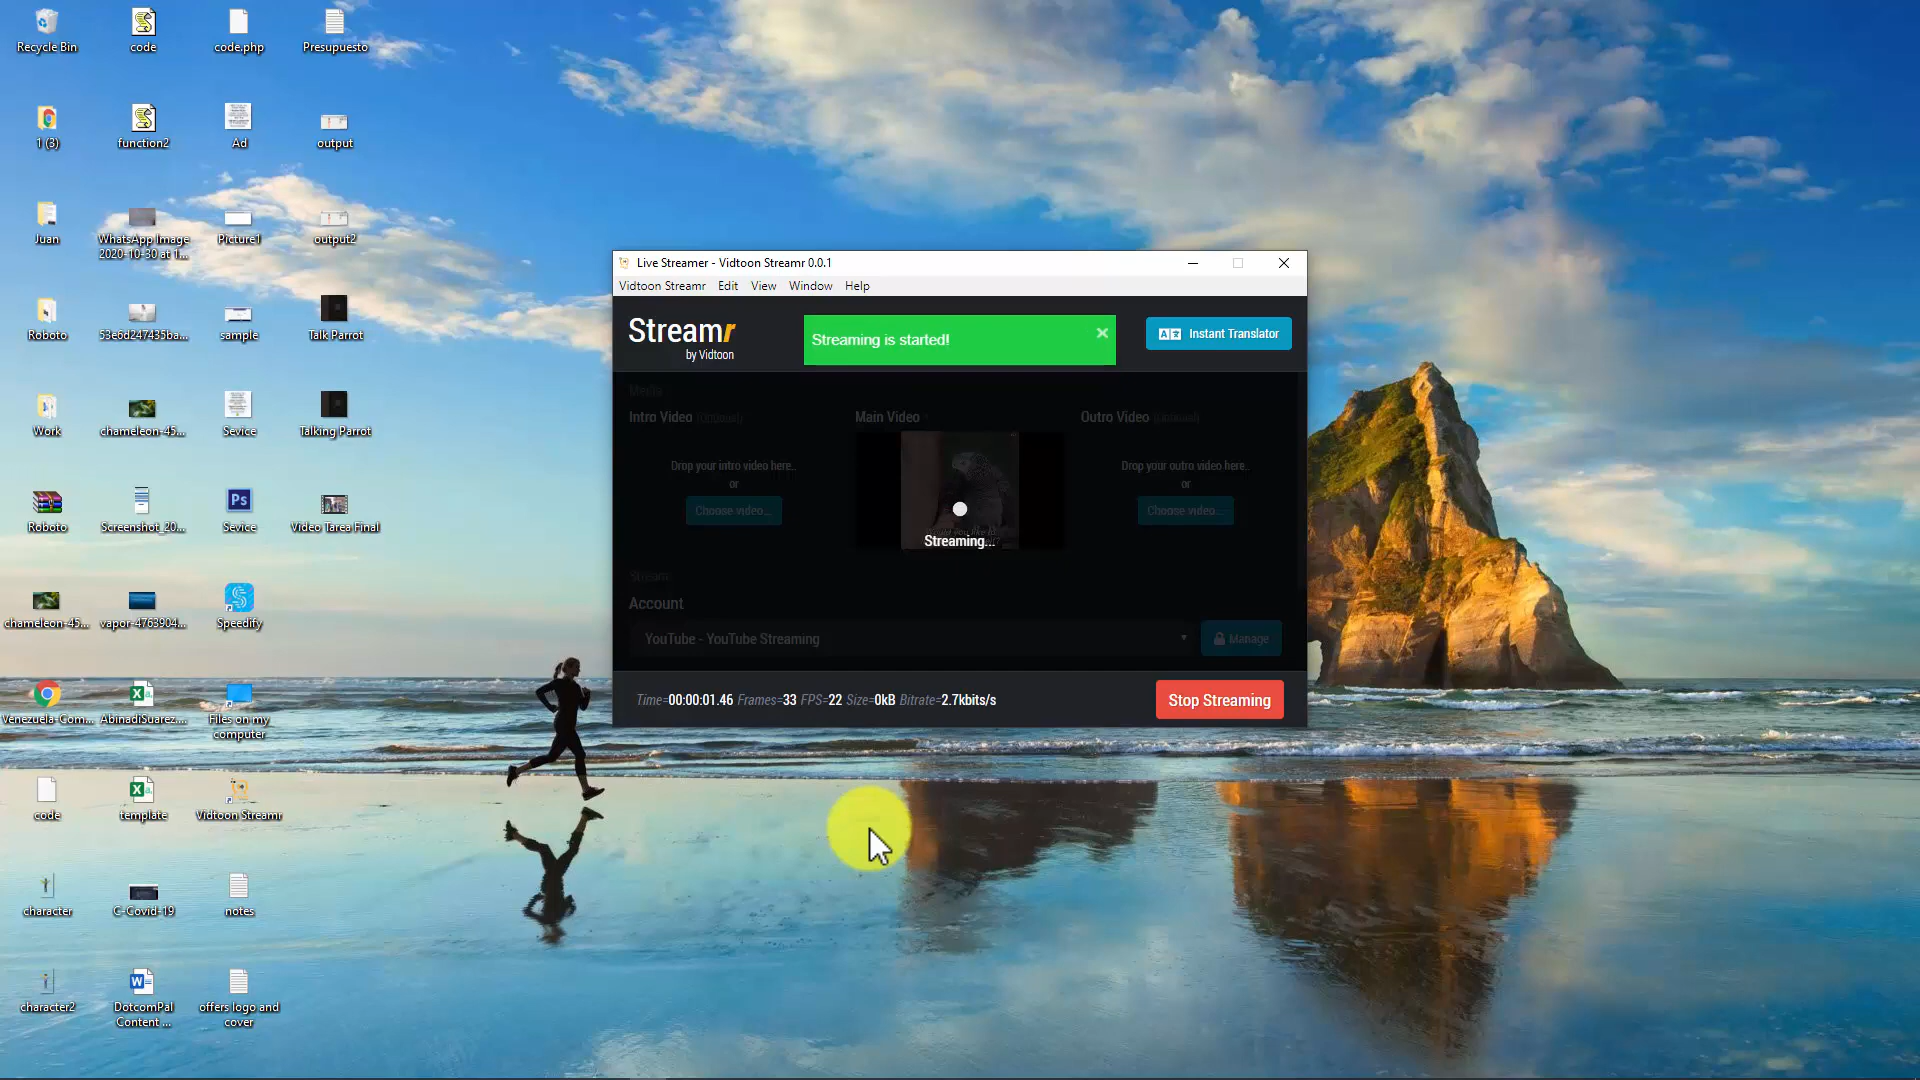 Recycle Bin
code
code.php
Presupuesto
1 (3)
function2
Ad
output
Juan
WhatsApp Image
2020-10-30 at 1...
Picture1
output2
Roboto
53e6d247435ba...
sample
Talk Parrot
Work
chameleon-45...
Sevice
Talking Parrot
Roboto
Screenshot_20...
Ps
Sevice
Video Tarea Final
chameleon-45...
vapor-4763904...
Speedify
Venezuela-Com...
AbinadiSuarez...
Files on my
computer
code
template
Vidtoon Streamr
character
C-Covid-19
notes
character2
DotcomPal
Content ...
offers logo and
cover
Live Streamer - Vidtoon Streamr 0.0.1
Vidtoon Streamr Edit View Window Help
Streamr
by Vidtoon
Streaming is started!
Instant Translator
Media
Intro Video (Optional)
Main Video *
Outro Video (Optional)
Drop your intro video here..
or
Choose video...
Streaming...
Drop your outro video here..
or
Choose video...
Stream
Account
YouTube - YouTube Streaming
Manage
Time=00:00:01.46 Frames=33 FPS=22 Size=0kB Bitrate=2.7kbits/s
Stop Streaming